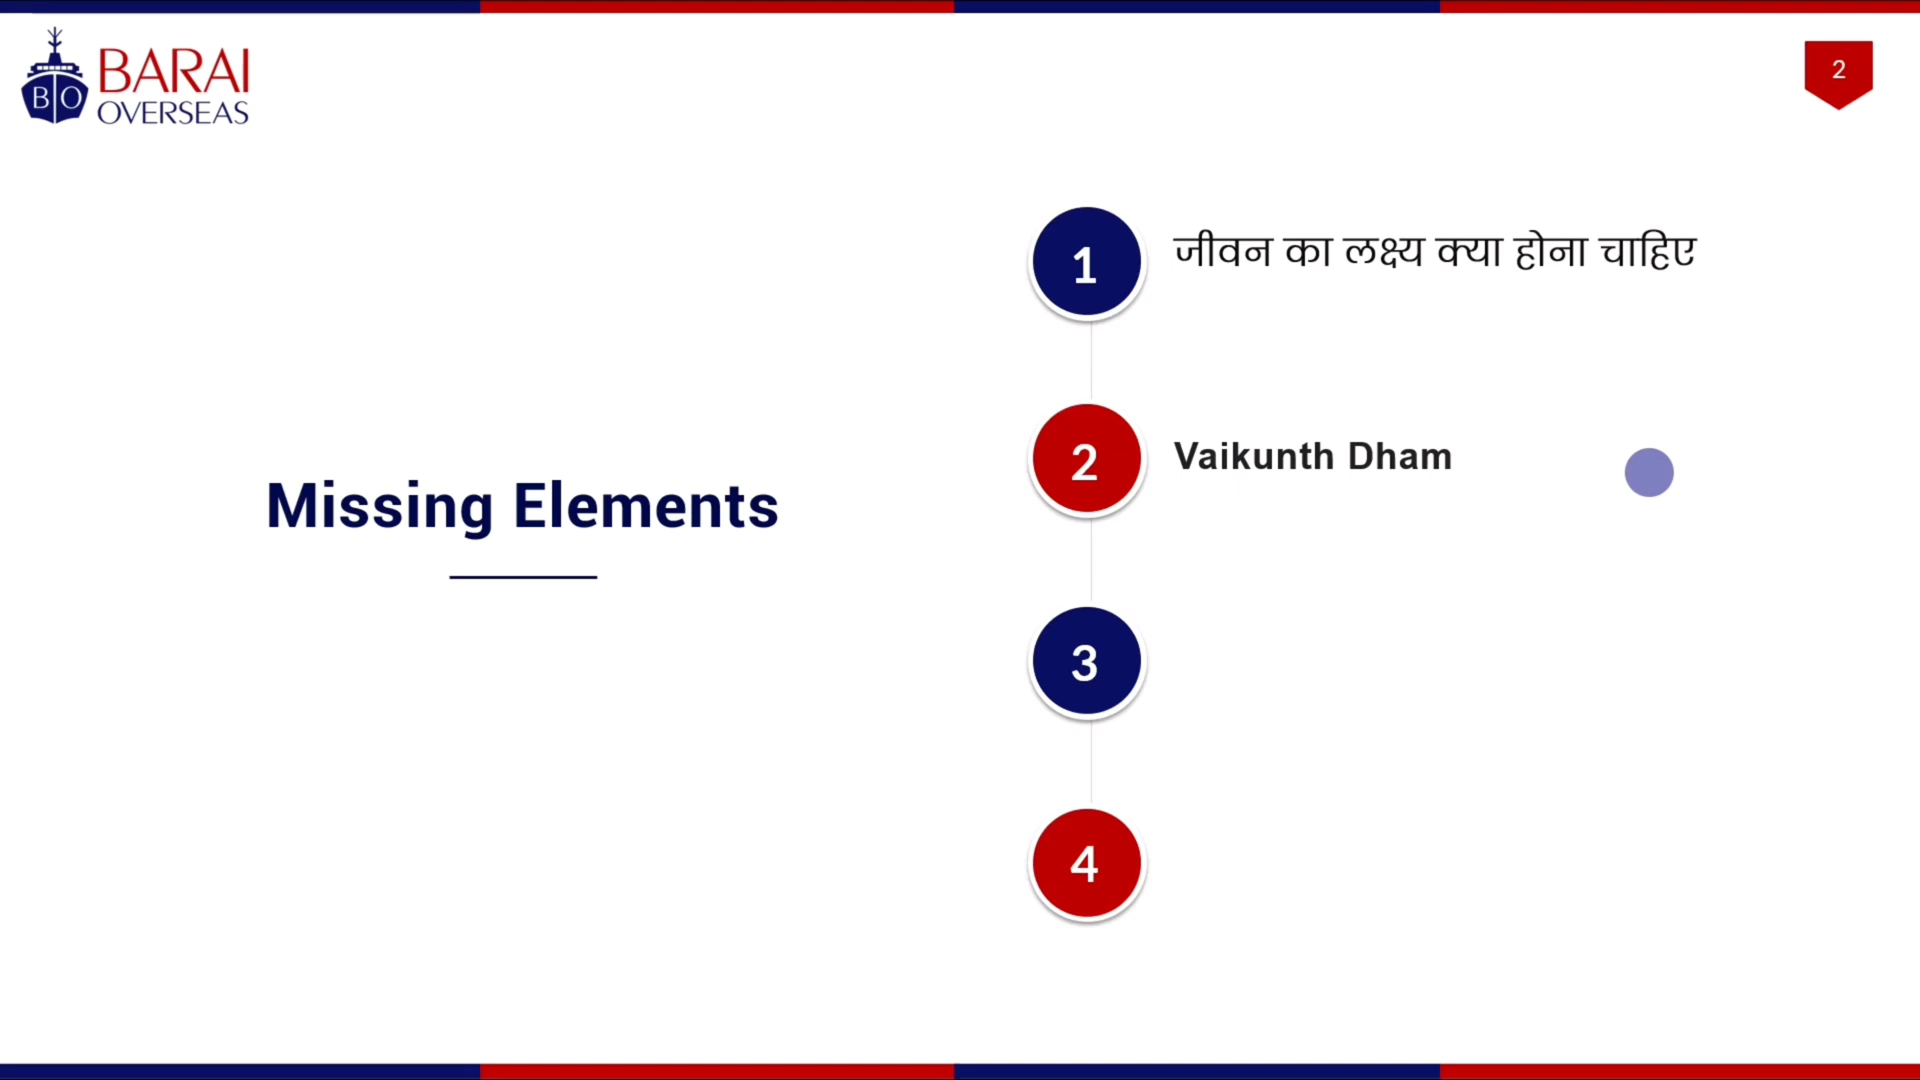 BARAI
OVERSEAS
BO
2
Missing Elements
1
जीवन का लक्ष्य क्या होना चाहिए
2
Vaikunth Dham
3
4